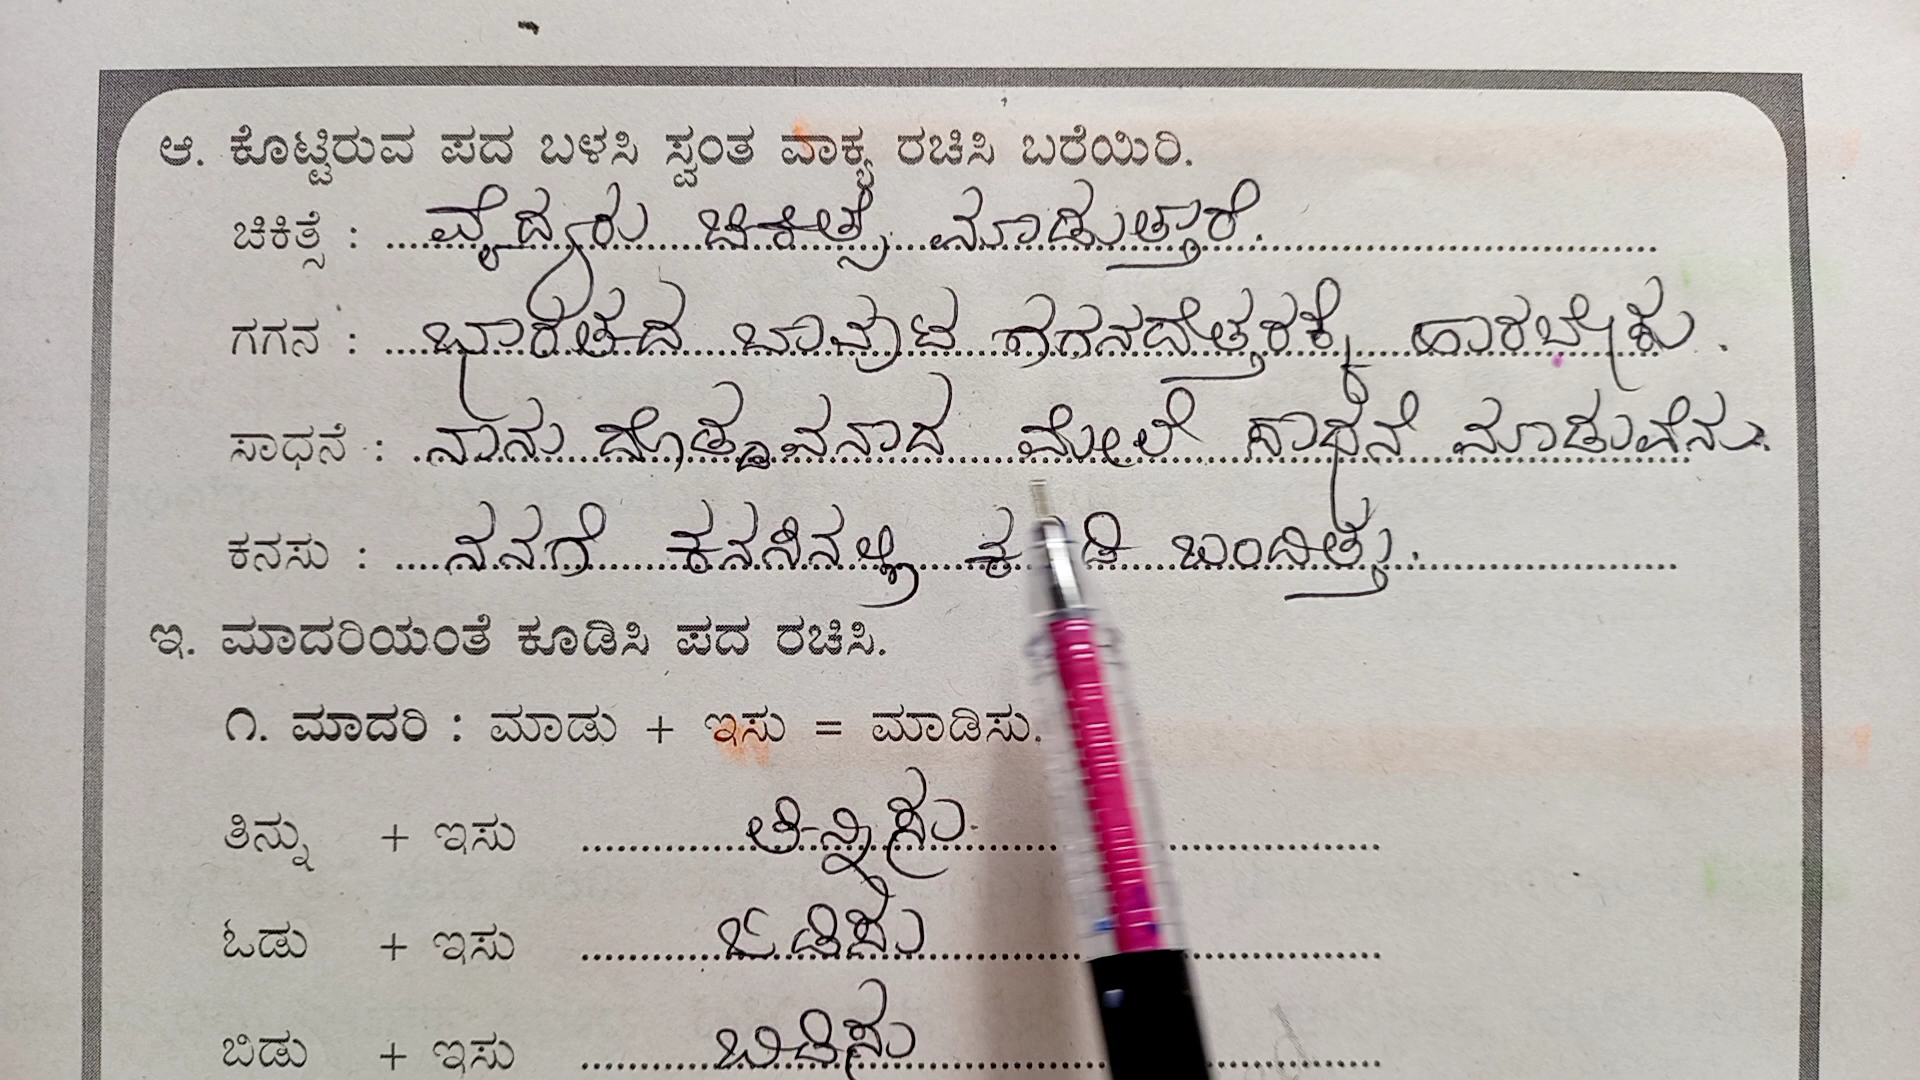 ಆ. ಕೊಟ್ಟಿರುವ ಪದ ಬಳಸಿ ಸ್ವಂತ ವಾಕ್ಯ ರಚಿಸಿ ಬರೆಯಿರಿ.
ಚಿಕಿತ್ಸೆ : ವೈದ್ಯರು ಚಿಕಿತ್ಸೆ ಮಾಡುತ್ತಾರೆ.
ಗಗನ : ಭಾರತದ ಬಾವುಟ ಗಗನದೆತ್ತರಕ್ಕೆ ಹಾರಬೇಕು.
ಸಾಧನೆ : ನಾನು ದೊಡ್ಡವನಾದ ಮೇಲೆ ಸಾಧನೆ ಮಾಡುವೆನು.
ಕನಸು : ನನಗೆ ಕನಸಿನಲ್ಲಿ ಬಂದಿತ್ತು.
ಇ. ಮಾದರಿಯಂತೆ ಕೂಡಿಸಿ ಪದ ರಚಿಸಿ.
೧. ಮಾದರಿ : ಮಾಡು + ಇಸು = ಮಾಡಿಸು.
ತಿನ್ನು + ಇಸು ತಿನ್ನಿಸು.
ಓಡು + ಇಸು ಓಡಿಸು
ಬಿಡು + ಇಸು ಬಿಡಿಸು